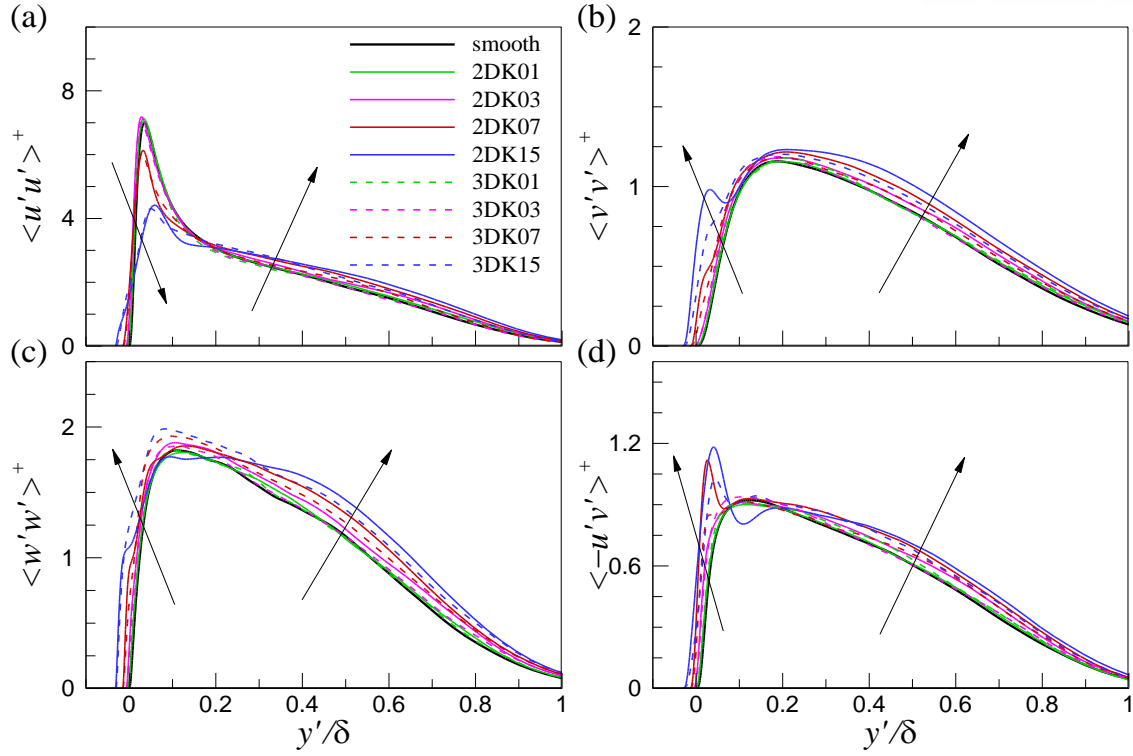 (a)
<u'u'>⁺
8
4
0
smooth
2DK01
2DK03
2DK07
2DK15
3DK01
3DK03
3DK07
3DK15
(b)
<v'v'>⁺
2
1
0
(c)
<w'w'>⁺
2
1
0
0 0.2 0.4 0.6 0.8 1
y'/δ
(d)
<−u'v'>⁺
1.2
0.6
0
0 0.2 0.4 0.6 0.8 1
y'/δ